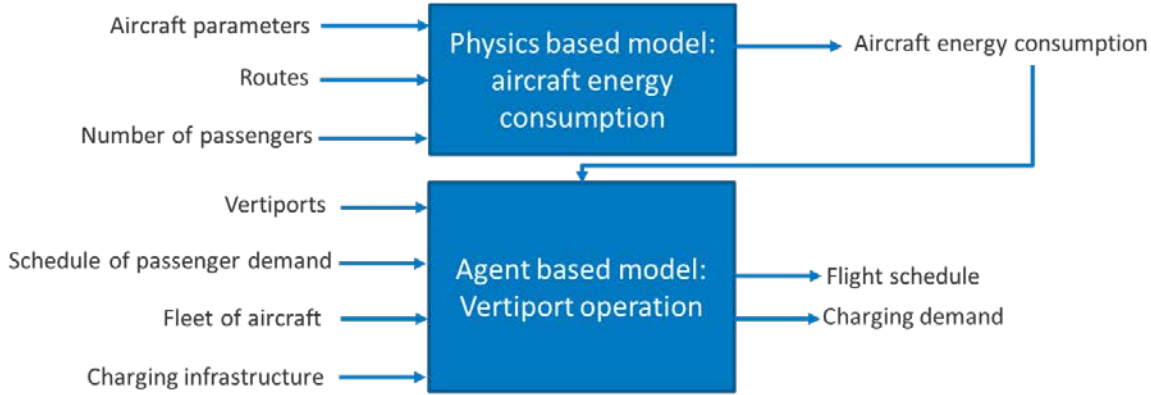 Aircraft parameters
Routes
Number of passengers
Physics based model:
aircraft energy
consumption
Aircraft energy consumption
Vertiports
Schedule of passenger demand
Fleet of aircraft
Charging infrastructure
Agent based model:
Vertiport operation
Flight schedule
Charging demand